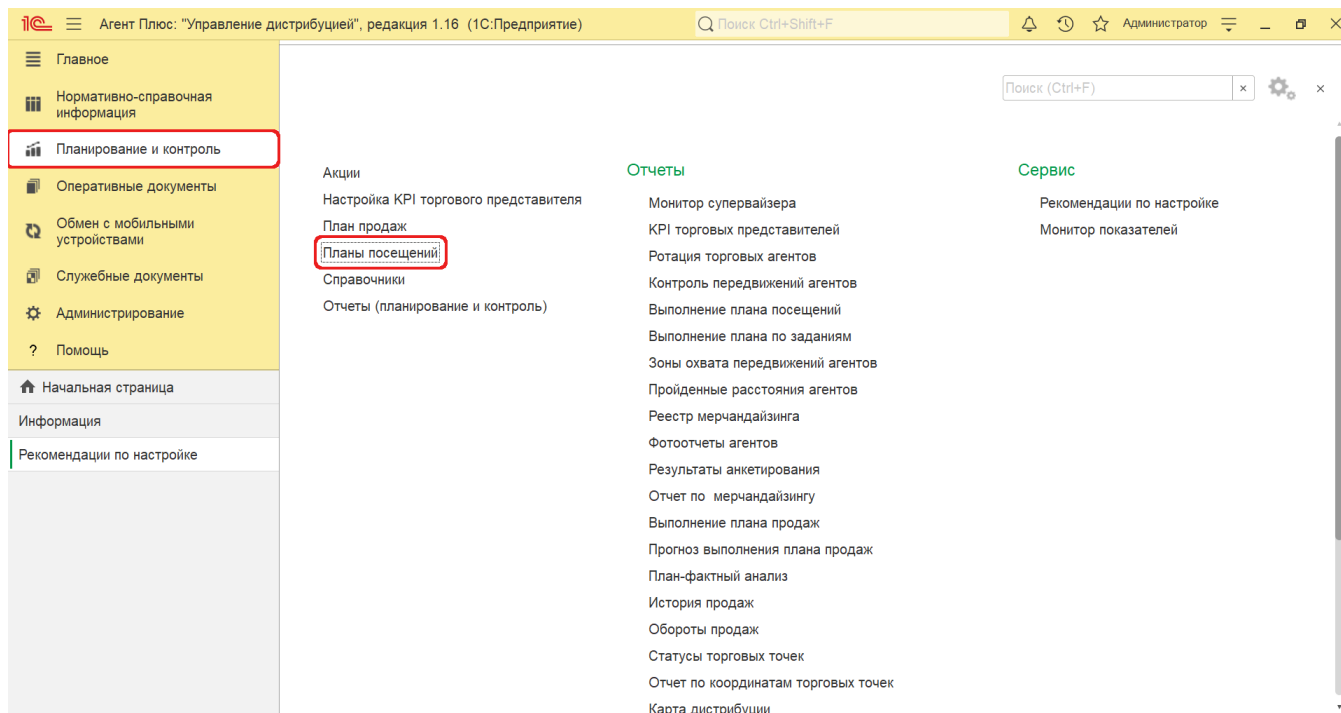 1С Агент Плюс: "Управление дистрибуцией", редакция 1.16 (1С:Предприятие) Поиск Ctrl+Shift+F Администратор
Главное
Нормативно-справочная
информация
Планирование и контроль
Оперативные документы
Обмен с мобильными
устройствами
Служебные документы
Администрирование
? Помощь
Начальная страница
Информация
Рекомендации по настройке
Поиск (Ctrl+F) × ×
Акции
Настройка KPI торгового представителя
План продаж
Планы посещений
Справочники
Отчеты (планирование и контроль)
Отчеты
Монитор супервайзера
KPI торговых представителей
Ротация торговых агентов
Контроль передвижений агентов
Выполнение плана посещений
Выполнение плана по заданиям
Зоны охвата передвижений агентов
Пройденные расстояния агентов
Реестр мерчандайзинга
Фотоотчеты агентов
Результаты анкетирования
Отчет по мерчандайзингу
Выполнение плана продаж
Прогноз выполнения плана продаж
План-фактный анализ
История продаж
Обороты продаж
Статусы торговых точек
Отчет по координатам торговых точек
Карта дистрибуции
Сервис
Рекомендации по настройке
Монитор показателей